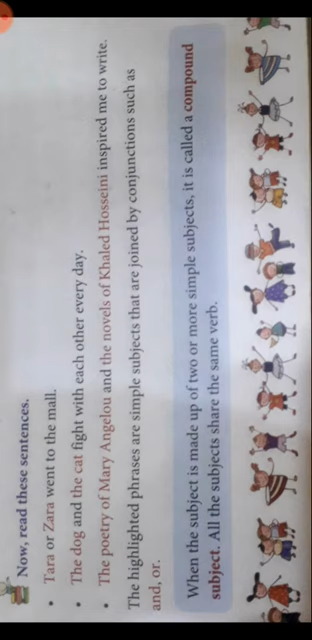 Now, read these sentences.
• Tara or Zara went to the mall.
• The dog and the cat fight with each other every day.
• The poetry of Mary Angelou and the novels of Khaled Hosseini inspired me to write.
The highlighted phrases are simple subjects that are joined by conjunctions such as
and, or.
When the subject is made up of two or more simple subjects, it is called a compound
subject. All the subjects share the same verb.